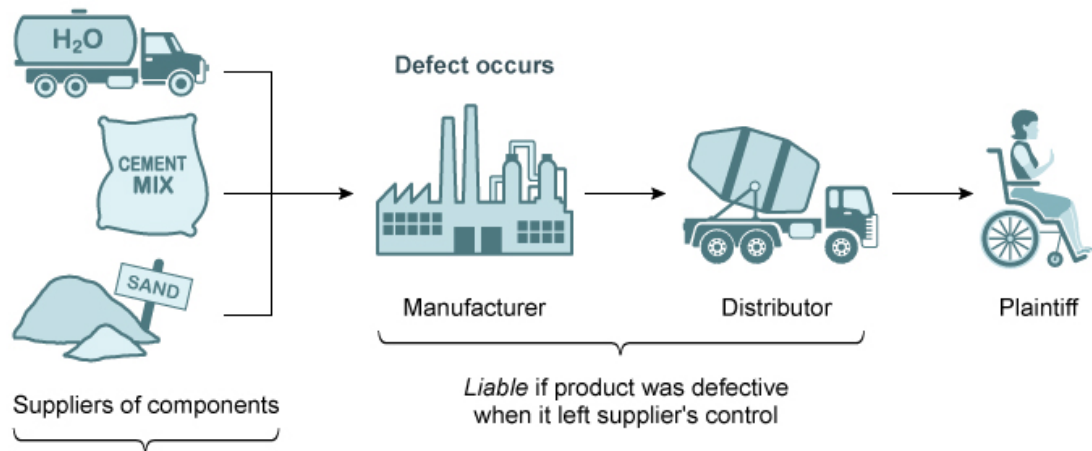 H₂O
CEMENT
MIX
SAND
Suppliers of components
Defect occurs
Manufacturer
Distributor
Plaintiff
Liable if product was defective
when it left supplier's control